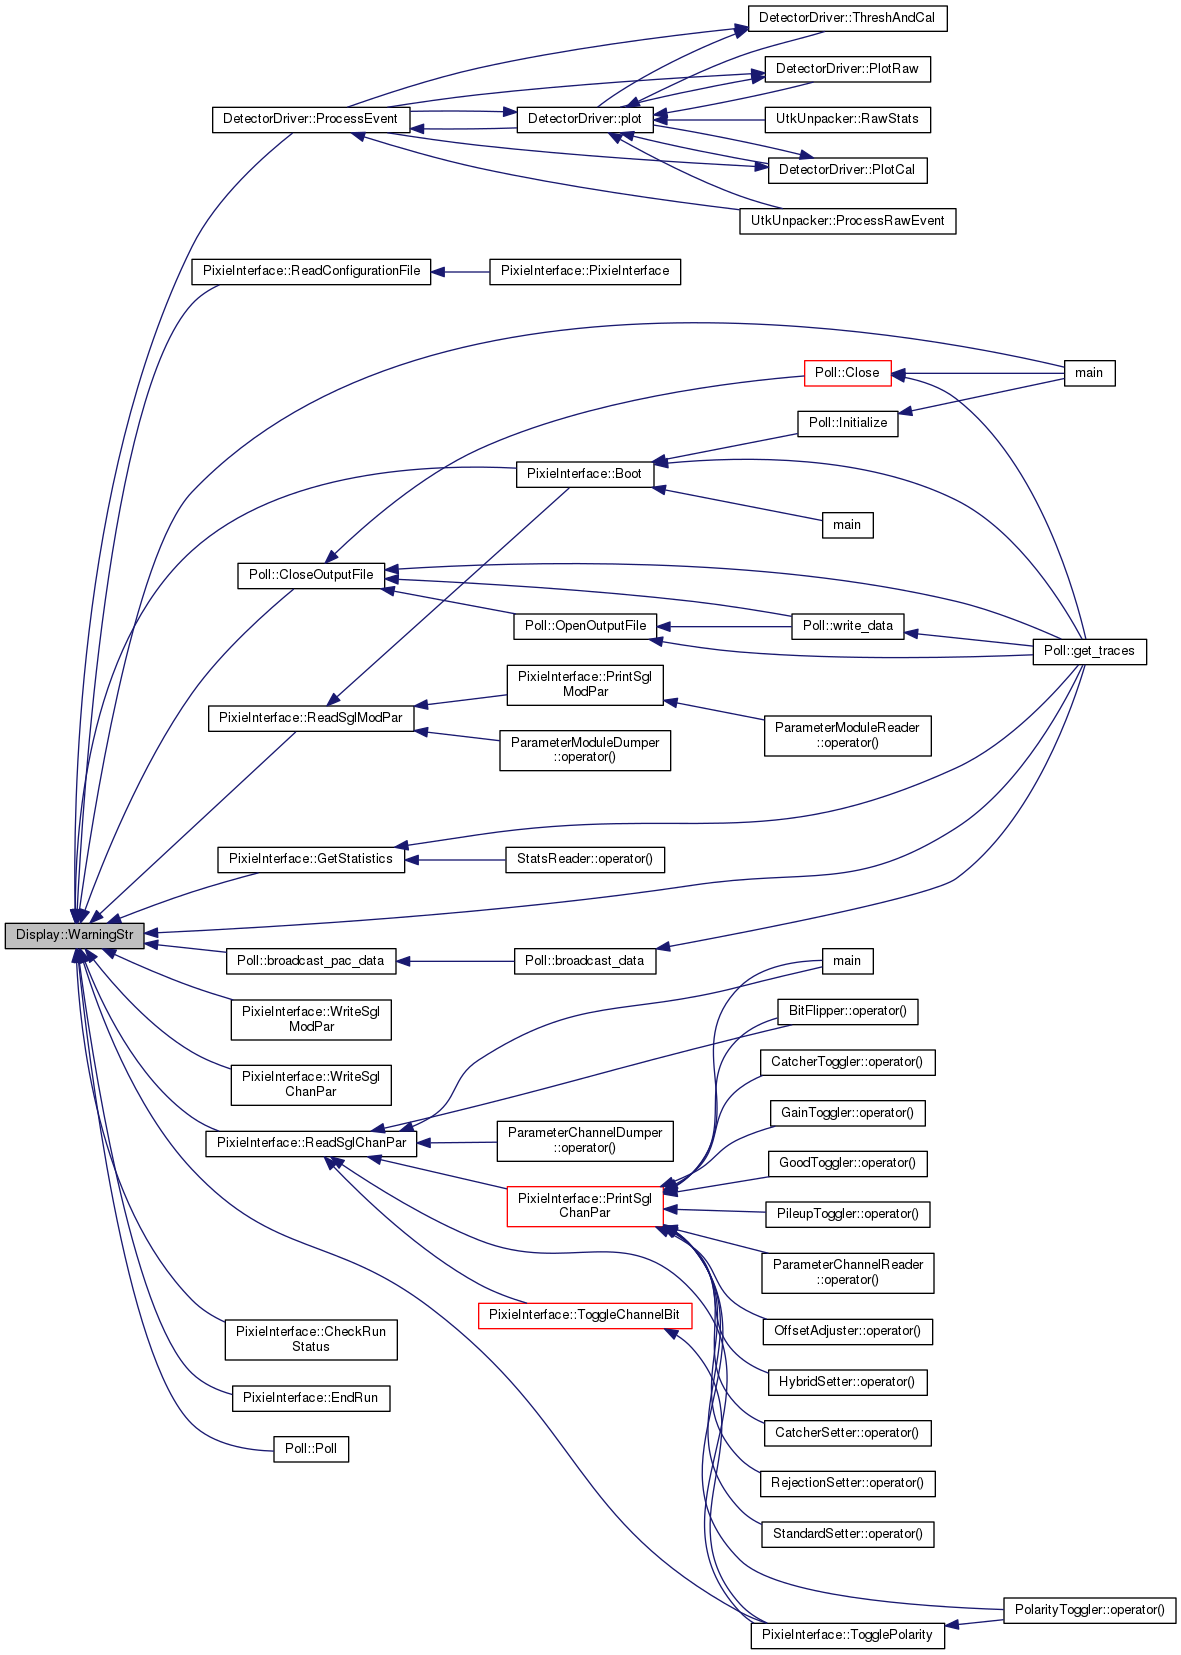 DetectorDriver::ThreshAndCal
DetectorDriver::PlotRaw
DetectorDriver::ProcessEvent
DetectorDriver::plot
UtkUnpacker::RawStats
DetectorDriver::PlotCal
UtkUnpacker::ProcessRawEvent
PixieInterface::ReadConfigurationFile
PixieInterface::PixieInterface
Poll::Close
main
Poll::Initialize
PixieInterface::Boot
main
Poll::CloseOutputFile
Poll::OpenOutputFile
Poll::write_data
Poll::get_traces
PixieInterface::PrintSgl
ModPar
PixieInterface::ReadSglModPar
ParameterModuleReader
::operator()
ParameterModuleDumper
::operator()
PixieInterface::GetStatistics
StatsReader::operator()
Display::WarningStr
Poll::broadcast_pac_data
Poll::broadcast_data
main
PixieInterface::WriteSgl
ModPar
BitFlipper::operator()
CatcherToggler::operator()
PixieInterface::WriteSgl
ChanPar
GainToggler::operator()
PixieInterface::ReadSglChanPar
ParameterChannelDumper
::operator()
GoodToggler::operator()
PixieInterface::PrintSgl
ChanPar
PileupToggler::operator()
ParameterChannelReader
::operator()
PixieInterface::ToggleChannelBit
OffsetAdjuster::operator()
PixieInterface::CheckRun
Status
HybridSetter::operator()
PixieInterface::EndRun
CatcherSetter::operator()
Poll::Poll
RejectionSetter::operator()
StandardSetter::operator()
PolarityToggler::operator()
PixieInterface::TogglePolarity